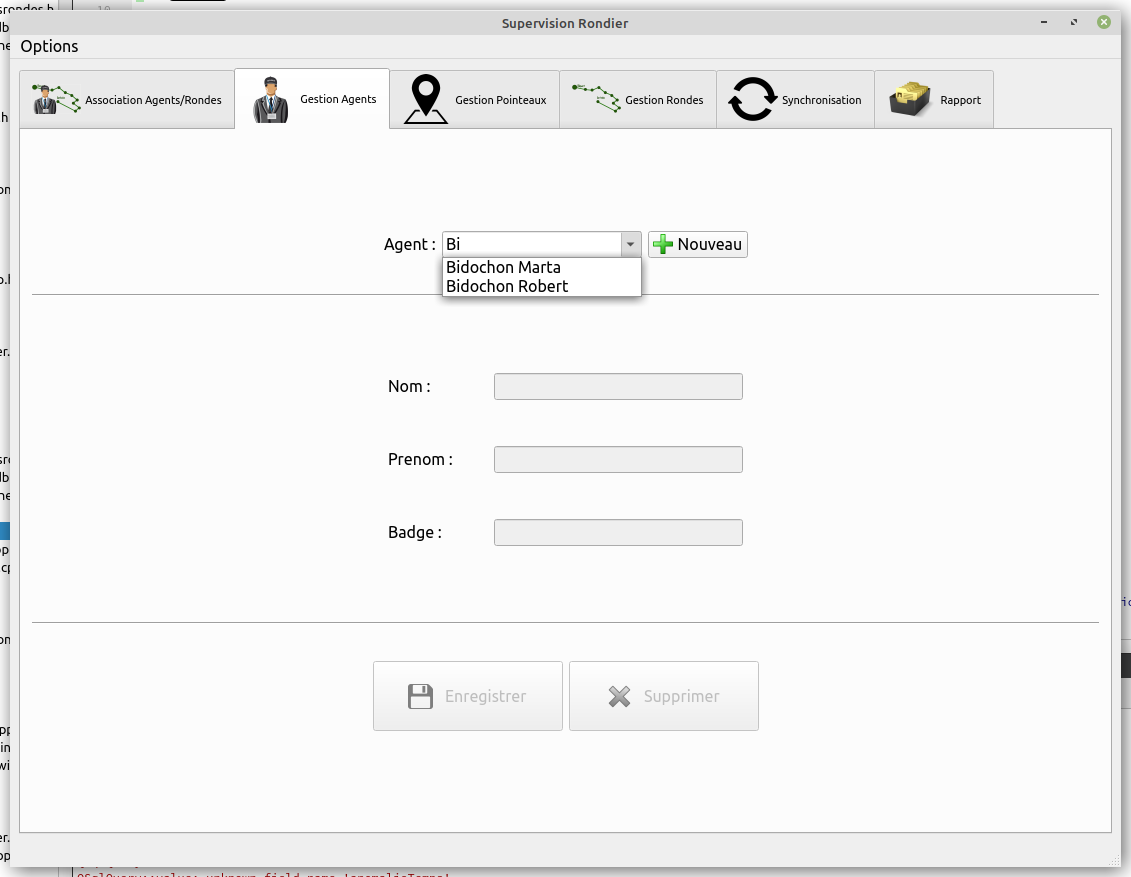 Supervision Rondier
Options
Association Agents/Rondes
Gestion Agents
Gestion Pointeaux
Gestion Rondes
Synchronisation
Rapport
Agent : Bi Nouveau
Bidochon Marta
Bidochon Robert
Nom :
Prenom :
Badge :
Enregistrer Supprimer